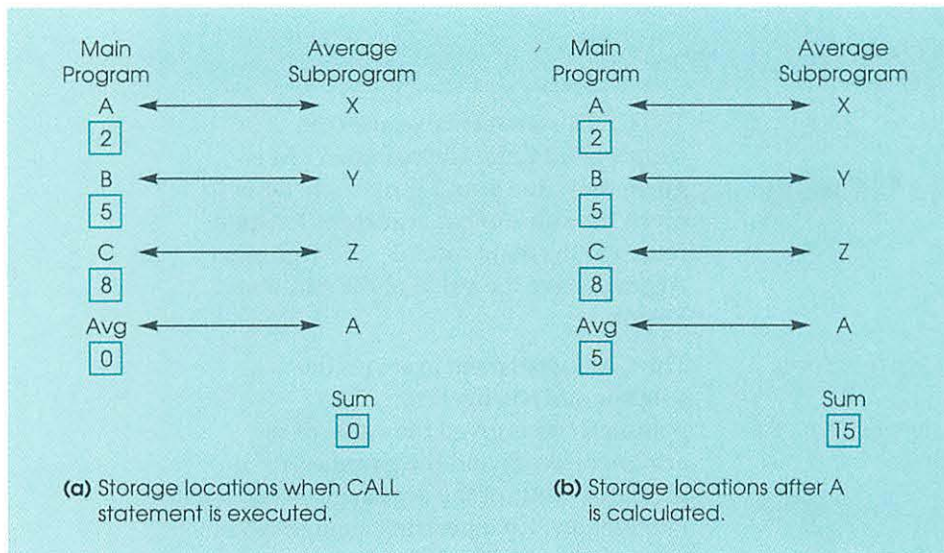 Main Program
Average Subprogram
A
X
2
B
Y
5
C
Z
8
Avg
A
0
Sum
0
(a) Storage locations when CALL
statement is executed.
Main Program
Average Subprogram
A
X
2
B
Y
5
C
Z
8
Avg
A
5
Sum
15
(b) Storage locations after A
is calculated.